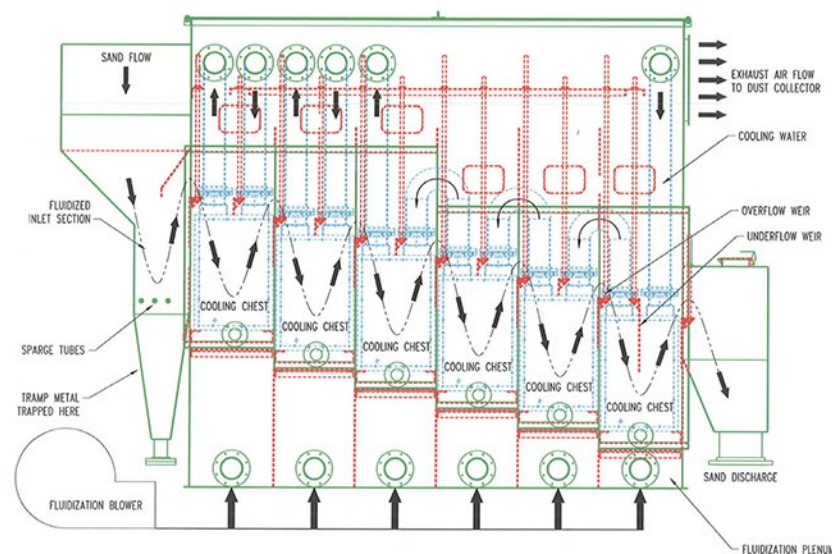 SAND FLOW
EXHAUST AIR FLOW
TO DUST COLLECTOR
COOLING WATER
FLUIDIZED
INLET SECTION
OVERFLOW WEIR
UNDERFLOW WEIR
COOLING CHEST
COOLING CHEST
COOLING CHEST
COOLING CHEST
COOLING CHEST
COOLING CHEST
SPARGE TUBES
TRAMP METAL
TRAPPED HERE
SAND DISCHARGE
FLUIDIZATION BLOWER
FLUIDIZATION PLENUM